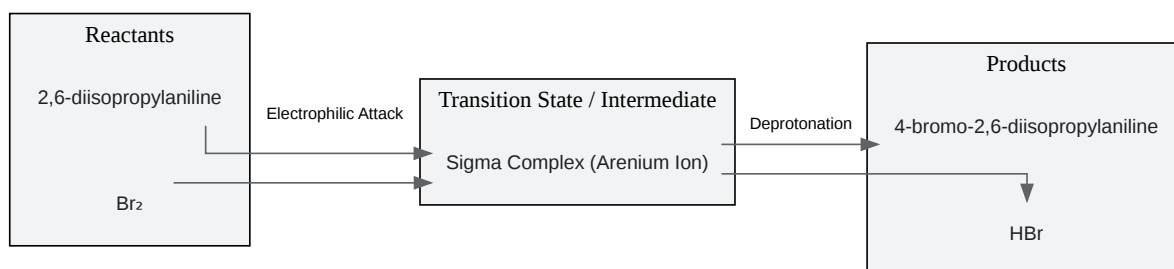 Reactants
2,6-diisopropylaniline
Br₂
Electrophilic Attack
Transition State / Intermediate
Sigma Complex (Arenium Ion)
Deprotonation
Products
4-bromo-2,6-diisopropylaniline
HBr